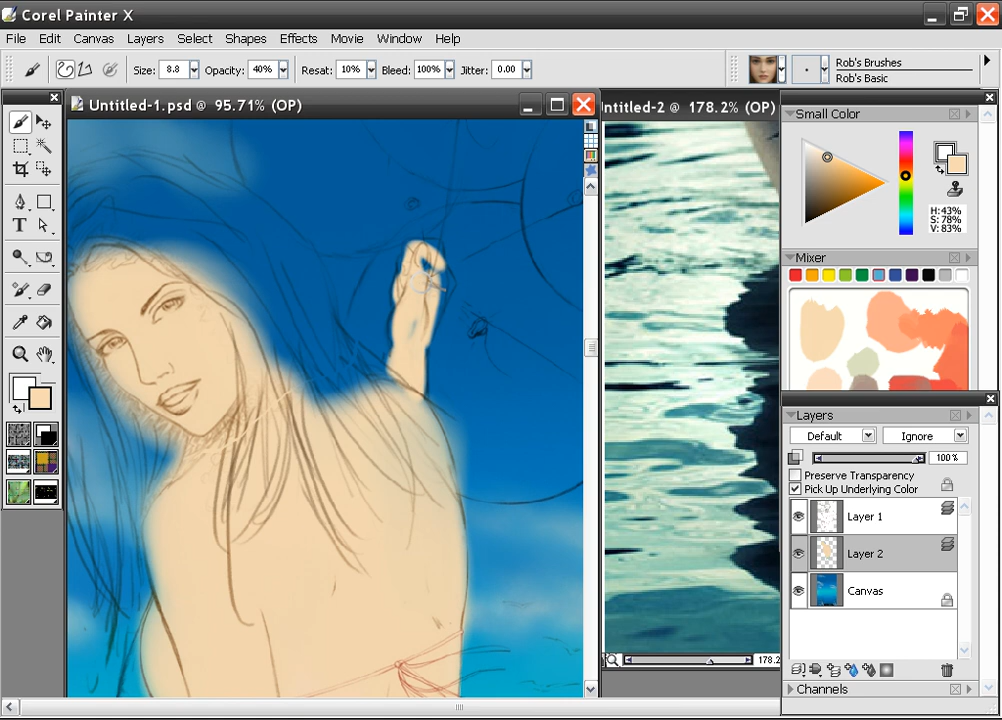 Corel Painter X
File Edit Canvas Layers Select Shapes Effects Movie Window Help
Size: 8.8 Opacity: 40% Resat: 10% Bleed: 100% Jitter: 0.00
Rob's Brushes
Rob's Basic
Untitled-1.psd @ 95.71% (OP)
ntitled-2 @ 178.2% (OP)
Small Color
H:43%
S:78%
V:83%
Mixer
Layers
Default Ignore
100%
Preserve Transparency
Pick Up Underlying Color
Layer 1
Layer 2
Canvas
178.2
Channels
T